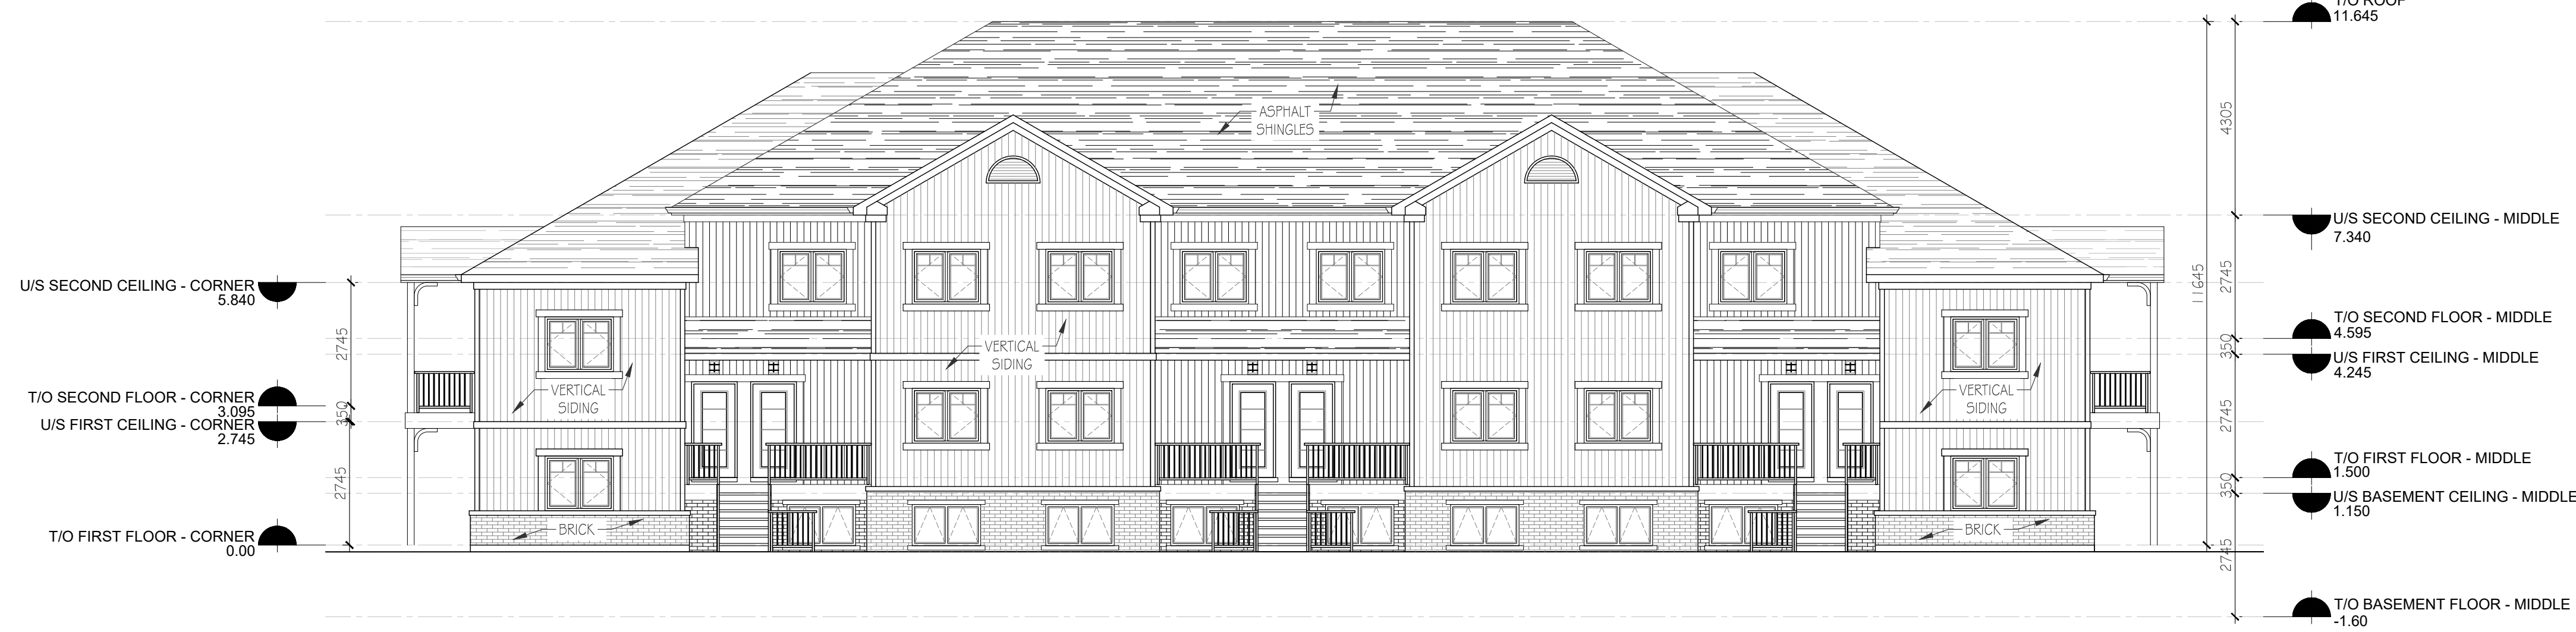 T/O ROOF
11.645
ASPHALT
SHINGLES
4305
U/S SECOND CEILING - MIDDLE
7.340
11645
2745
U/S SECOND CEILING - CORNER
5.840
T/O SECOND FLOOR - MIDDLE
4.595
2745
VERTICAL
SIDING
350
U/S FIRST CEILING - MIDDLE
4.245
VERTICAL
SIDING
VERTICAL
SIDING
T/O SECOND FLOOR - CORNER
3.095
350
2745
U/S FIRST CEILING - CORNER
2.745
T/O FIRST FLOOR - MIDDLE
1.500
2745
350
U/S BASEMENT CEILING - MIDDLE
1.150
BRICK
BRICK
T/O FIRST FLOOR - CORNER
0.00
2745
T/O BASEMENT FLOOR - MIDDLE
-1.60